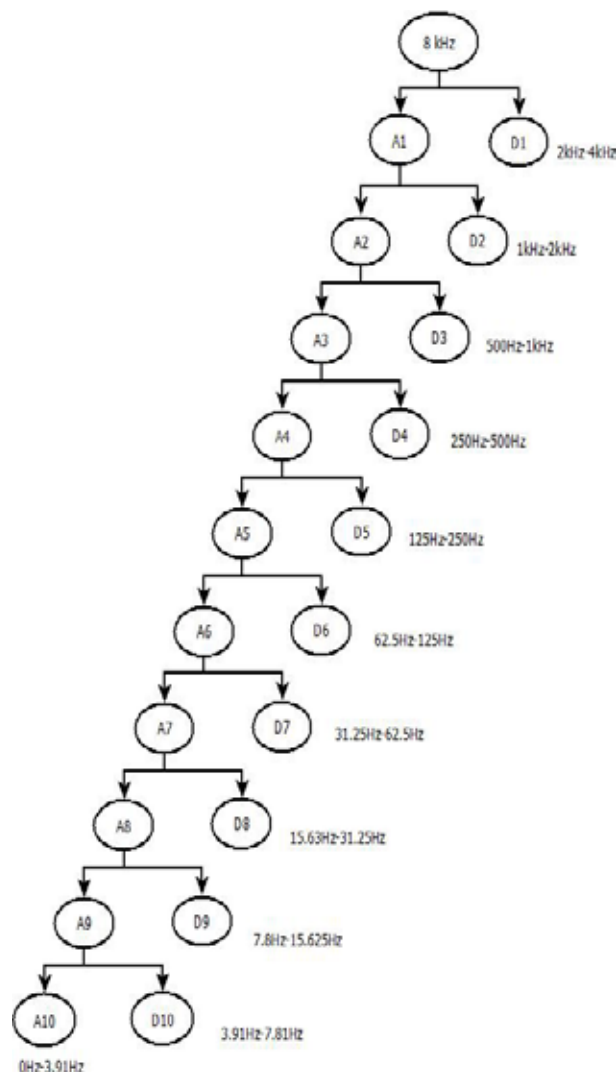 8 kHz
A1
D1
2kHz-4kHz
A2
D2
1kHz-2kHz
A3
D3
500Hz-1kHz
A4
D4
250Hz-500Hz
A5
D5
125Hz-250Hz
A6
D6
62.5Hz-125Hz
A7
D7
31.25Hz-62.5Hz
A8
D8
15.63Hz-31.25Hz
A9
D9
7.8Hz-15.625Hz
A10
D10
3.91Hz-7.81Hz
0Hz-3.91Hz